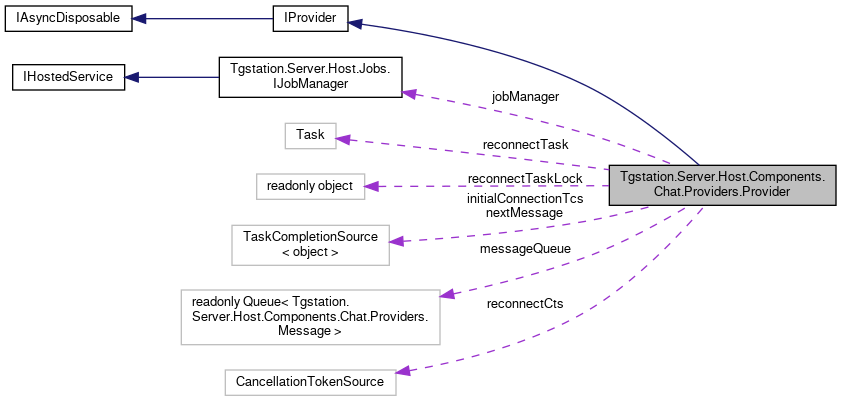 IAsyncDisposable
IProvider
IHostedService
Tgstation.Server.Host.Jobs.
IJobManager
jobManager
Task
reconnectTask
readonly object
reconnectTaskLock
Tgstation.Server.Host.Components.
Chat.Providers.Provider
initialConnectionTcs
nextMessage
TaskCompletionSource
< object >
messageQueue
readonly Queue< Tgstation.
Server.Host.Components.Chat.Providers.
Message >
reconnectCts
CancellationTokenSource